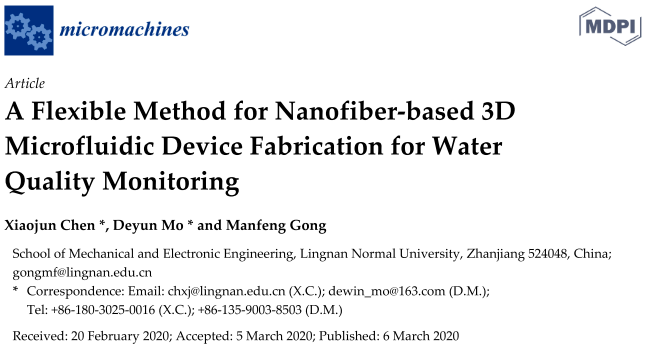 micromachines
MDPI
Article
A Flexible Method for Nanofiber-based 3D
Microfluidic Device Fabrication for Water
Quality Monitoring
Xiaojun Chen *, Deyun Mo * and Manfeng Gong
School of Mechanical and Electronic Engineering, Lingnan Normal University, Zhanjiang 524048, China;
gongmf@lingnan.edu.cn
* Correspondence: Email: chxj@lingnan.edu.cn (X.C.); dewin_mo@163.com (D.M.);
Tel: +86-180-3025-0016 (X.C.); +86-135-9003-8503 (D.M.)
Received: 20 February 2020; Accepted: 5 March 2020; Published: 6 March 2020